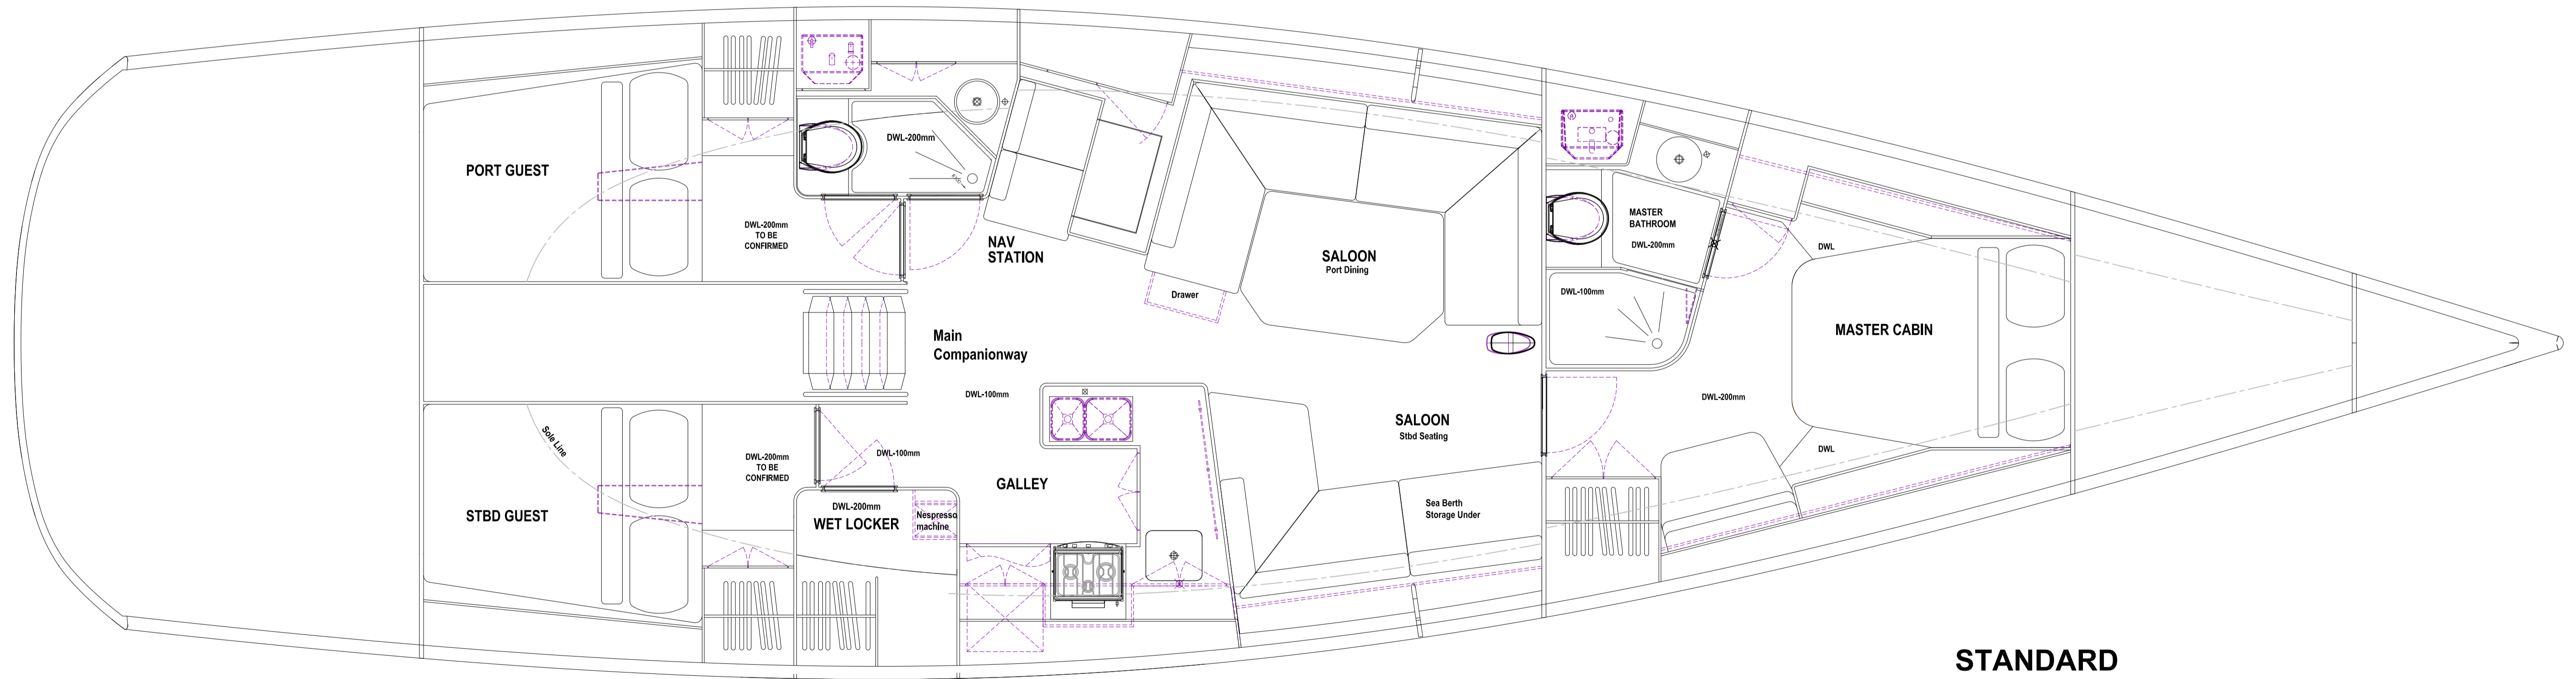 PORT GUEST
DWL-200mm
TO BE
CONFIRMED
DWL-200mm
NAV
STATION
Drawer
SALOON
Port Dining
MASTER
BATHROOM
DWL-200mm
DWL-100mm
DWL
MASTER CABIN
DWL
DWL-200mm
Main
Companionway
DWL-100mm
Sole Line
STBD GUEST
DWL-200mm
TO BE
CONFIRMED
DWL-100mm
DWL-200mm
WET LOCKER
Nespresso
machine
GALLEY
SALOON
Stbd Seating
Sea Berth
Storage Under
STANDARD